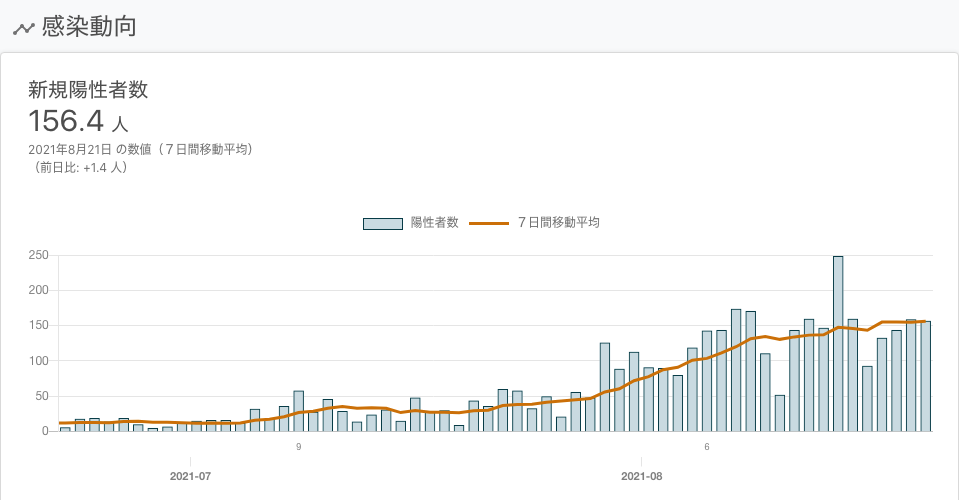 感染動向
新規陽性者数
156.4 人
2021年8月21日 の数値（７日間移動平均）
（前日比: +1.4 人）
陽性者数 ７日間移動平均
250
200
150
100
50
0
9 6
2021-07 2021-08